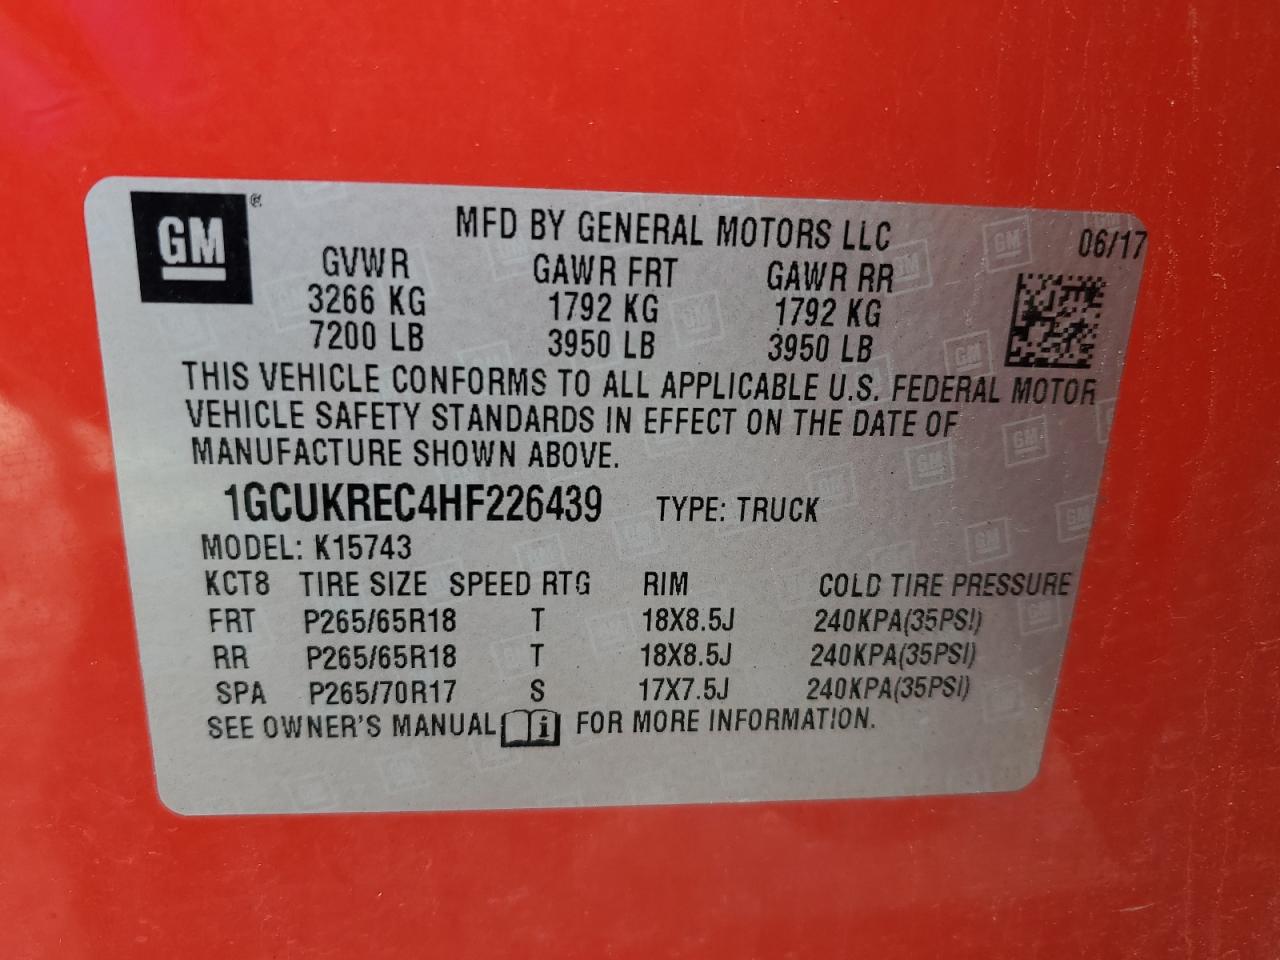 GM®
MFD BY GENERAL MOTORS LLC 06/17
GVWR GAWR FRT GAWR RR
3266 KG 1792 KG 1792 KG
7200 LB 3950 LB 3950 LB
THIS VEHICLE CONFORMS TO ALL APPLICABLE U.S. FEDERAL MOTOR
VEHICLE SAFETY STANDARDS IN EFFECT ON THE DATE OF
MANUFACTURE SHOWN ABOVE.
1GCUKREC4HF226439 TYPE: TRUCK
MODEL: K15743
KCT8 TIRE SIZE SPEED RTG RIM COLD TIRE PRESSURE
FRT P265/65R18 T 18X8.5J 240KPA(35PSI)
RR P265/65R18 T 18X8.5J 240KPA(35PSI)
SPA P265/70R17 S 17X7.5J 240KPA(35PSI)
SEE OWNER'S MANUAL i FOR MORE INFORMATION.